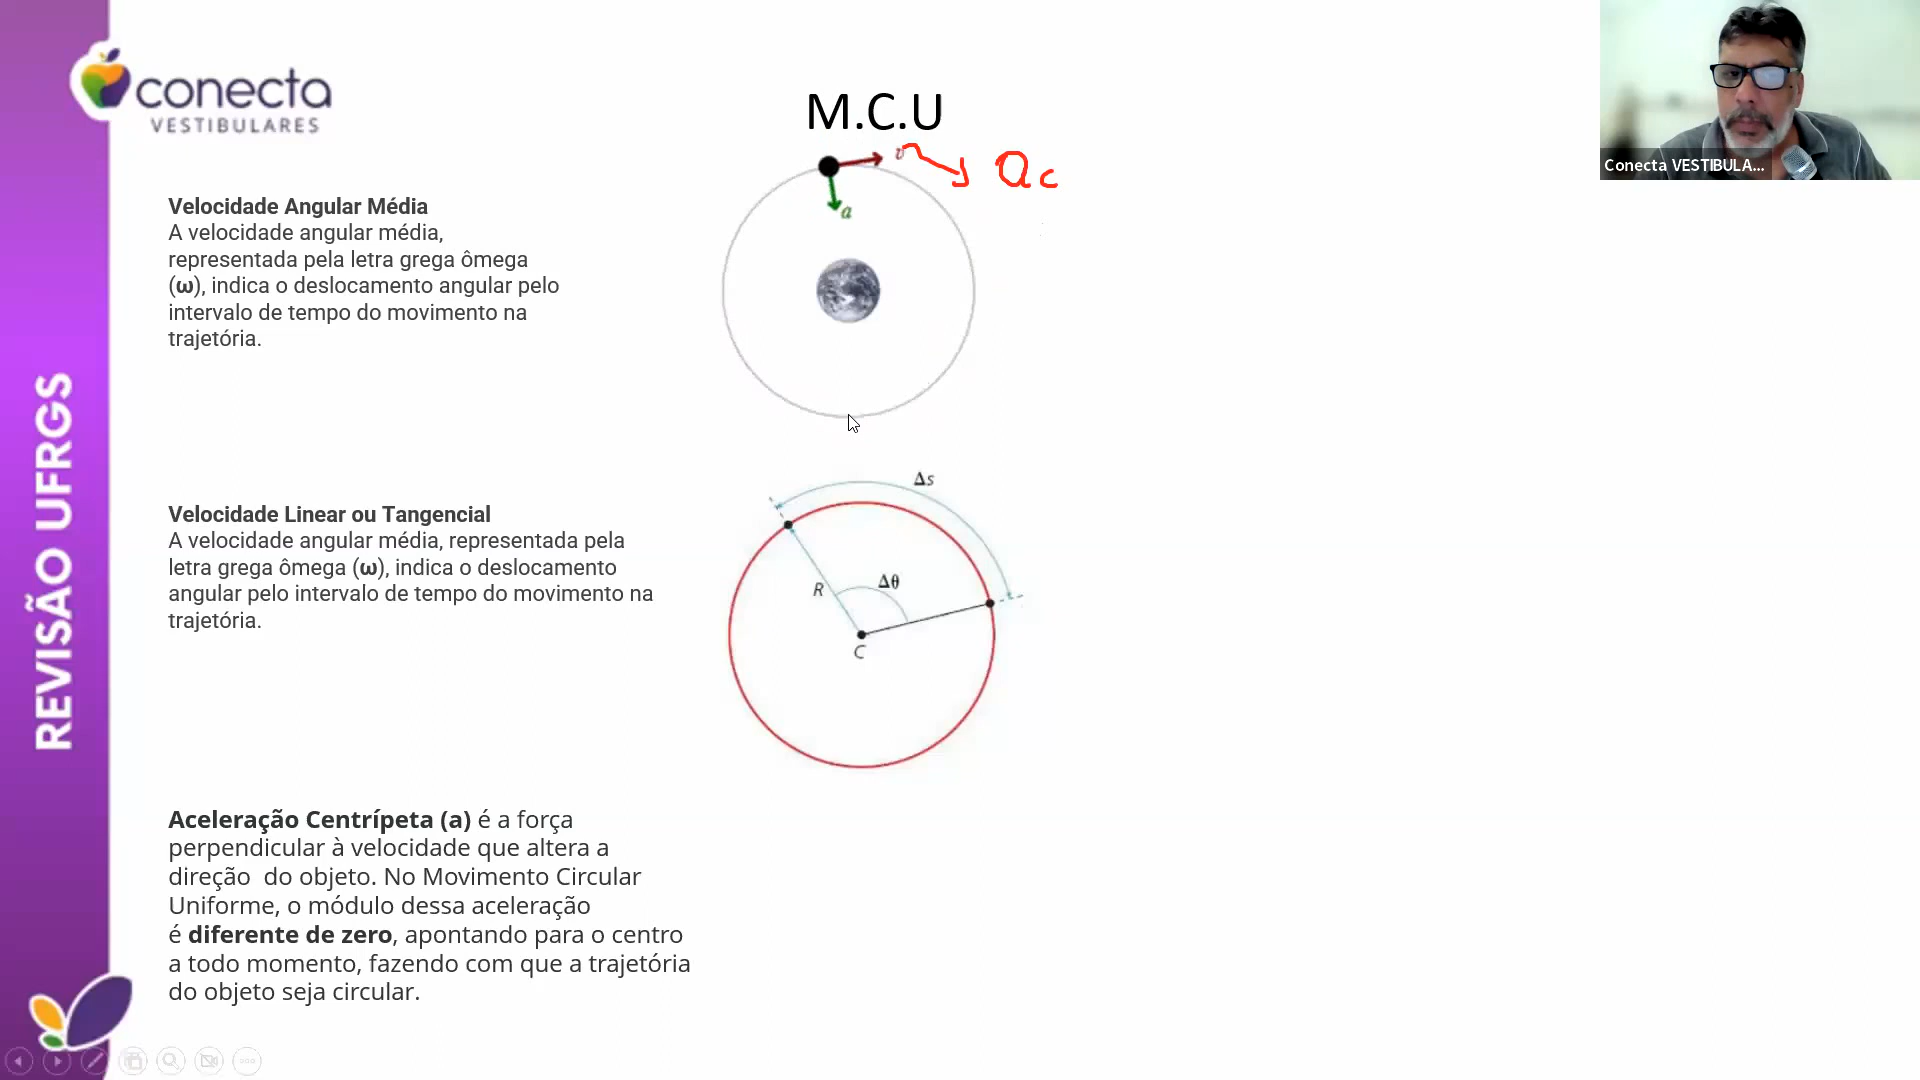 conecta
VESTIBULARES
REVISÃO UFRGS
M.C.U
v
a c
a
Velocidade Angular Média
A velocidade angular média,
representada pela letra grega ômega
(ω), indica o deslocamento angular pelo
intervalo de tempo do movimento na
trajetória.
Conecta VESTIBULA...
Velocidade Linear ou Tangencial
A velocidade angular média, representada pela
letra grega ômega (ω), indica o deslocamento
angular pelo intervalo de tempo do movimento na
trajetória.
Δs
Δθ
R
C
Aceleração Centrípeta (a) é a força
perpendicular à velocidade que altera a
direção  do objeto. No Movimento Circular
Uniforme, o módulo dessa aceleração
é diferente de zero, apontando para o centro
a todo momento, fazendo com que a trajetória
do objeto seja circular.